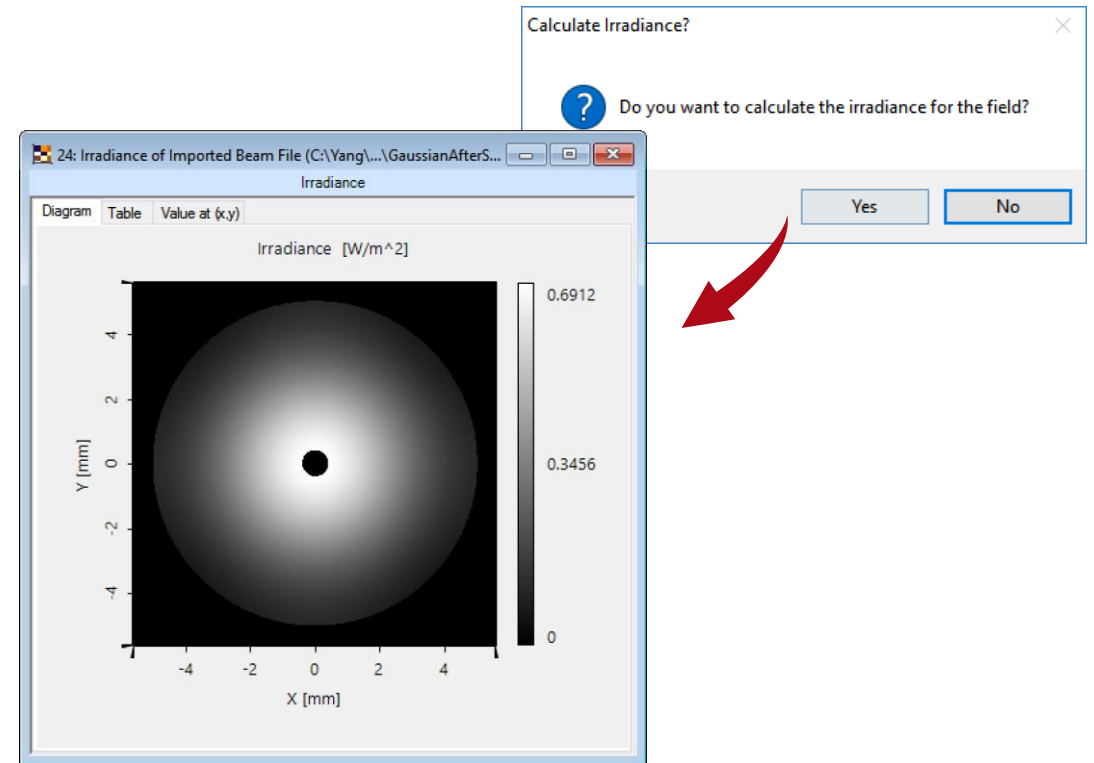 Calculate Irradiance?
Do you want to calculate the irradiance for the field?
Yes
No
24: Irradiance of Imported Beam File (C:\Yang\...\GaussianAfterS...
Irradiance
Diagram Table Value at (x,y)
Irradiance [W/m^2]
0.6912
0.3456
0
Y [mm]
4
2
0
-2
-4
-4 -2 0 2 4
X [mm]